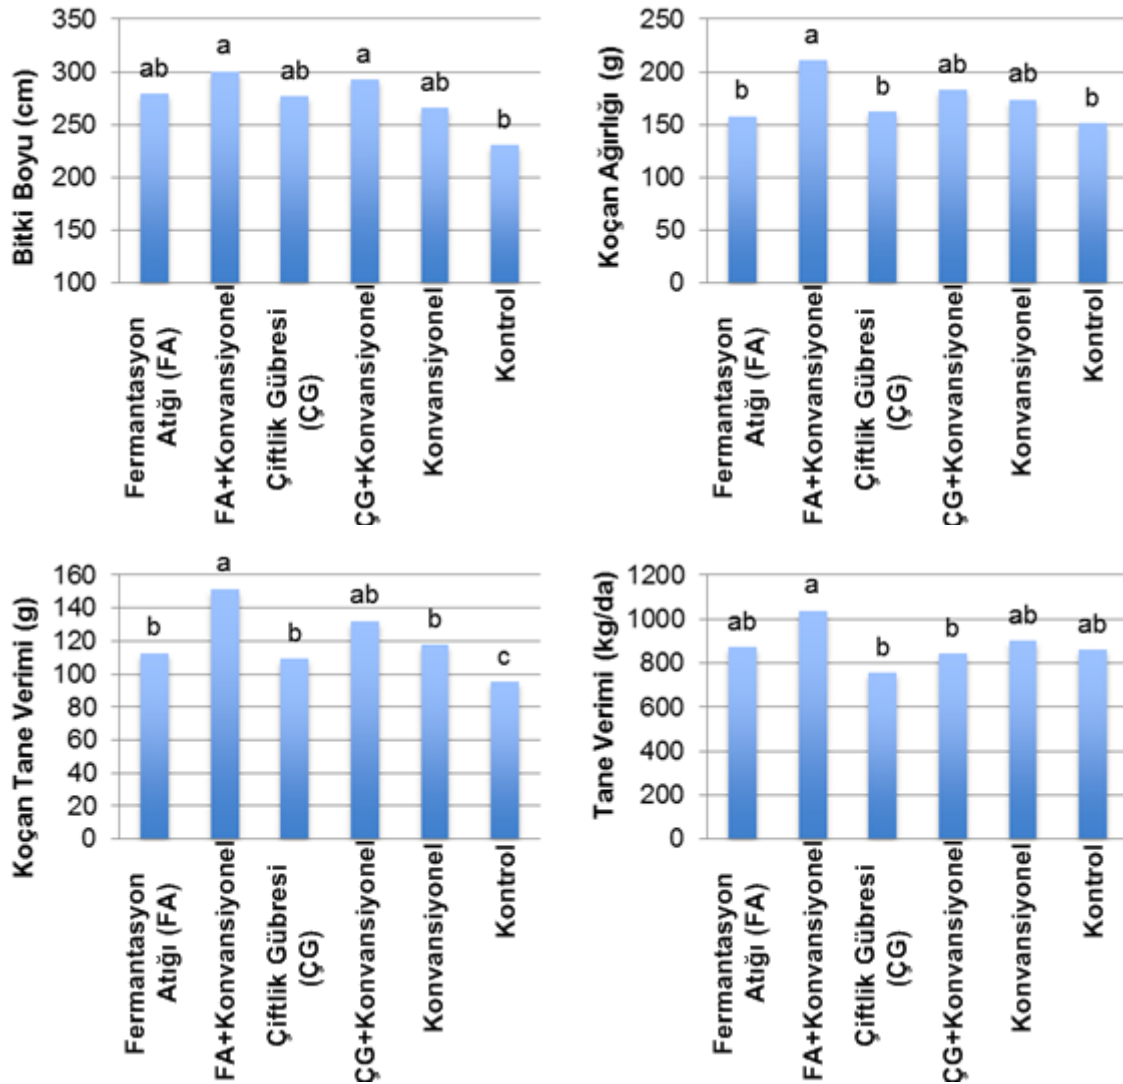 Bitki Boyu (cm)
350
300
250
200
150
100
ab
a
ab
a
ab
b
Fermantasyon
Atığı (FA)
FA+Konvansiyonel
Çiftlik Gübresi
(ÇG)
ÇG+Konvansiyonel
Konvansiyonel
Kontrol
Koçan Ağırlığı (g)
250
200
150
100
50
0
b
a
b
ab
ab
b
Fermantasyon
Atığı (FA)
FA+Konvansiyonel
Çiftlik Gübresi
(ÇG)
ÇG+Konvansiyonel
Konvansiyonel
Kontrol
Koçan Tane Verimi (g)
160
140
120
100
80
60
40
20
0
b
a
b
ab
b
c
Fermantasyon
Atığı (FA)
FA+Konvansiyonel
Çiftlik Gübresi
(ÇG)
ÇG+Konvansiyonel
Konvansiyonel
Kontrol
Tane Verimi (kg/da)
1200
1000
800
600
400
200
0
ab
a
b
b
ab
ab
Fermantasyon
Atığı (FA)
FA+Konvansiyonel
Çiftlik Gübresi
(ÇG)
ÇG+Konvansiyonel
Konvansiyonel
Kontrol